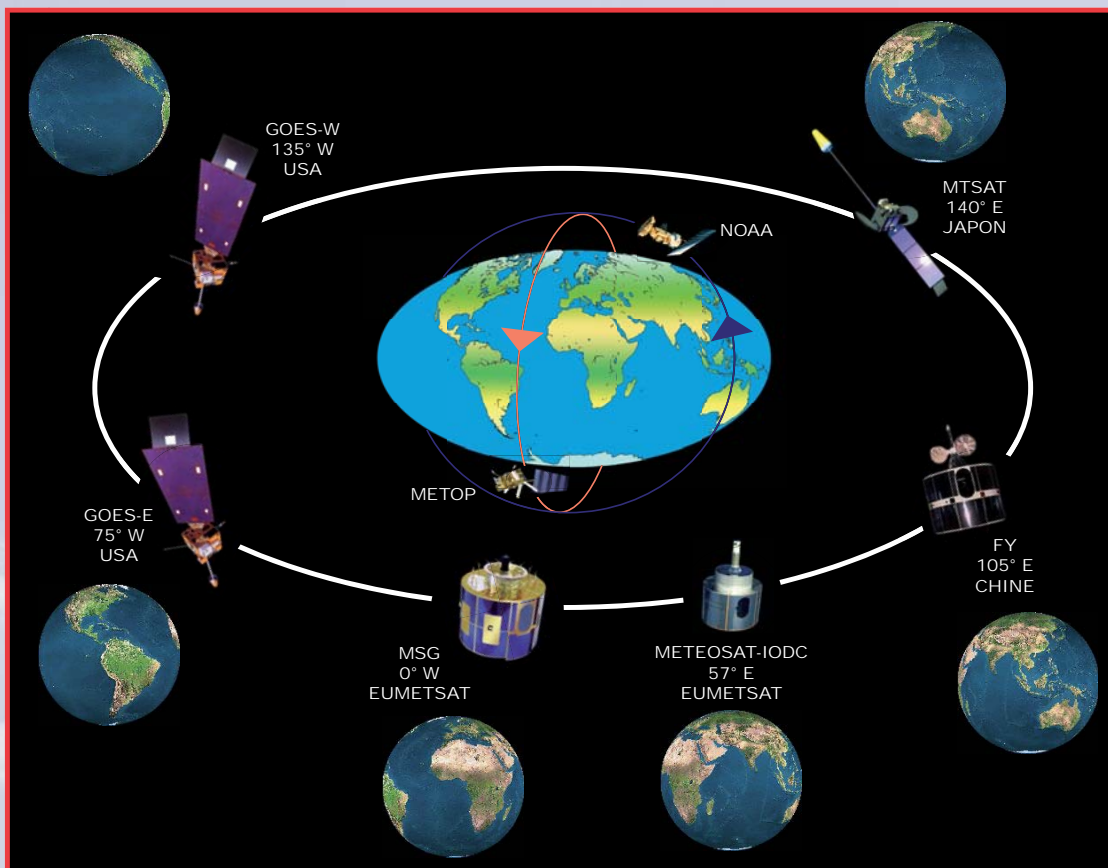 GOES-W
135° W
USA
MTSAT
140° E
JAPON
NOAA
METOP
GOES-E
75° W
USA
FY
105° E
CHINE
MSG
0° W
EUMETSAT
METEOSAT-IODC
57° E
EUMETSAT